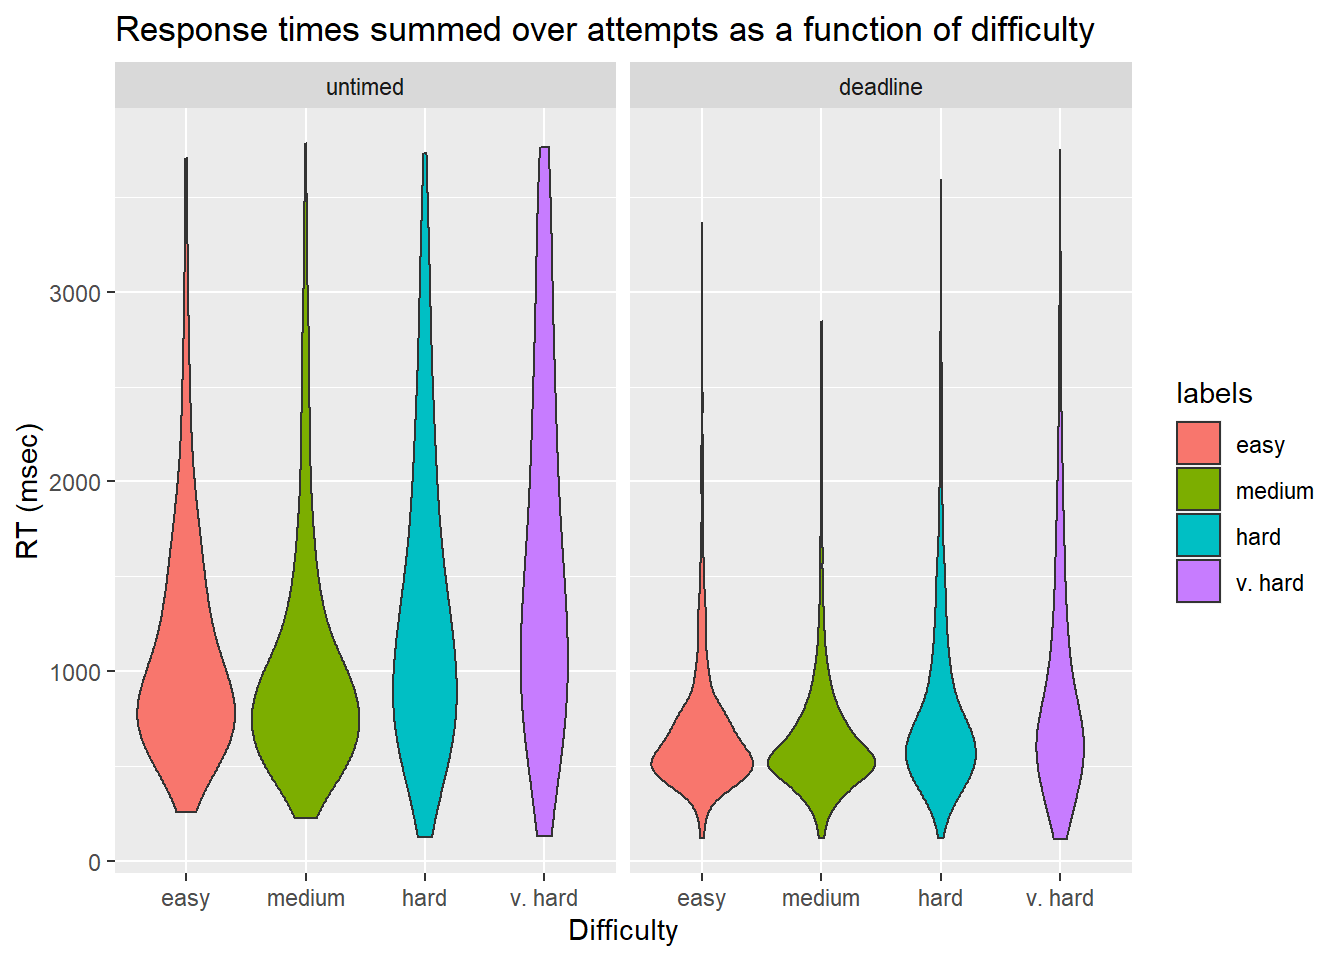 Response times summed over attempts as a function of difficulty
untimed deadline
RT (msec)
3000
2000
1000
0
easy medium hard v. hard easy medium hard v. hard
Difficulty
labels
easy
medium
hard
v. hard